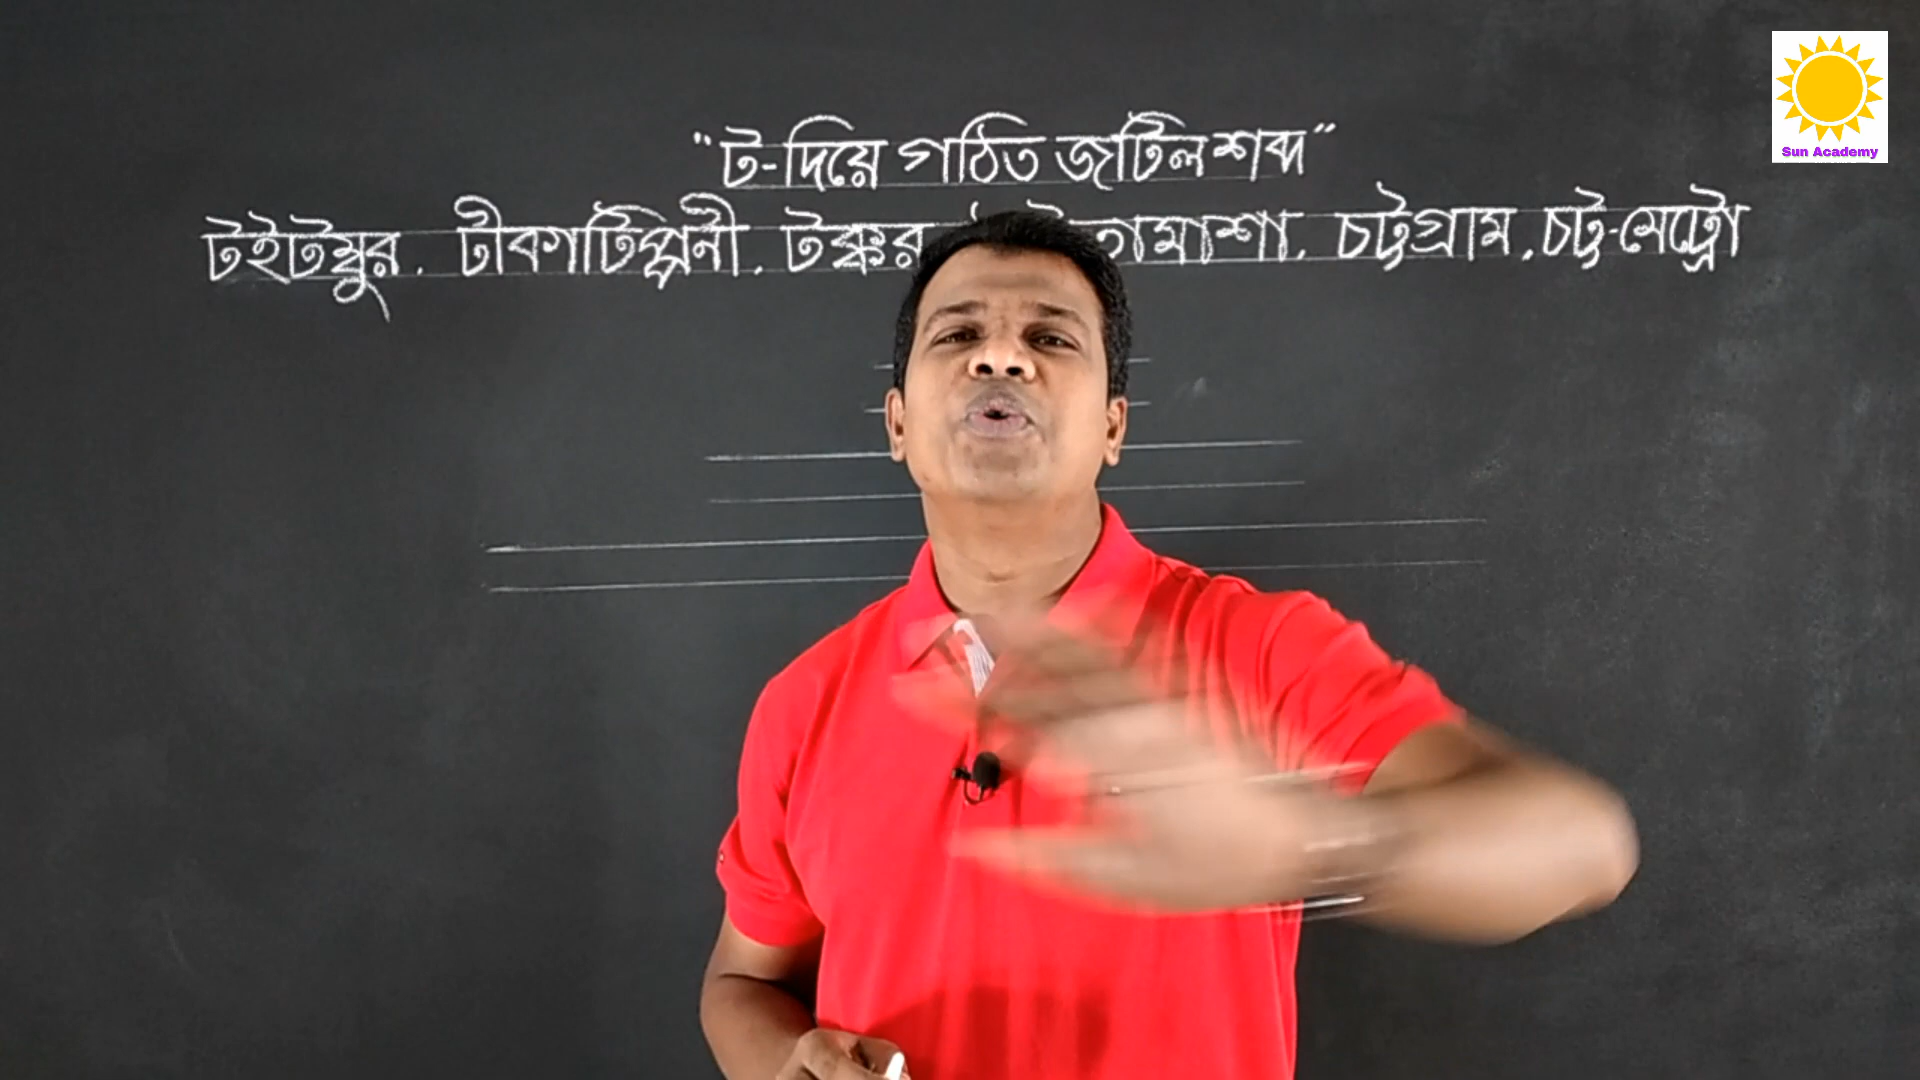 "ট-দিয়ে গঠিত জটিল শব্দ"
টইটম্বুর. টীকাটিপ্পনী. টক্কর তামাশা. চট্টগ্রাম. চট্ট-মেট্রো
Sun Academy